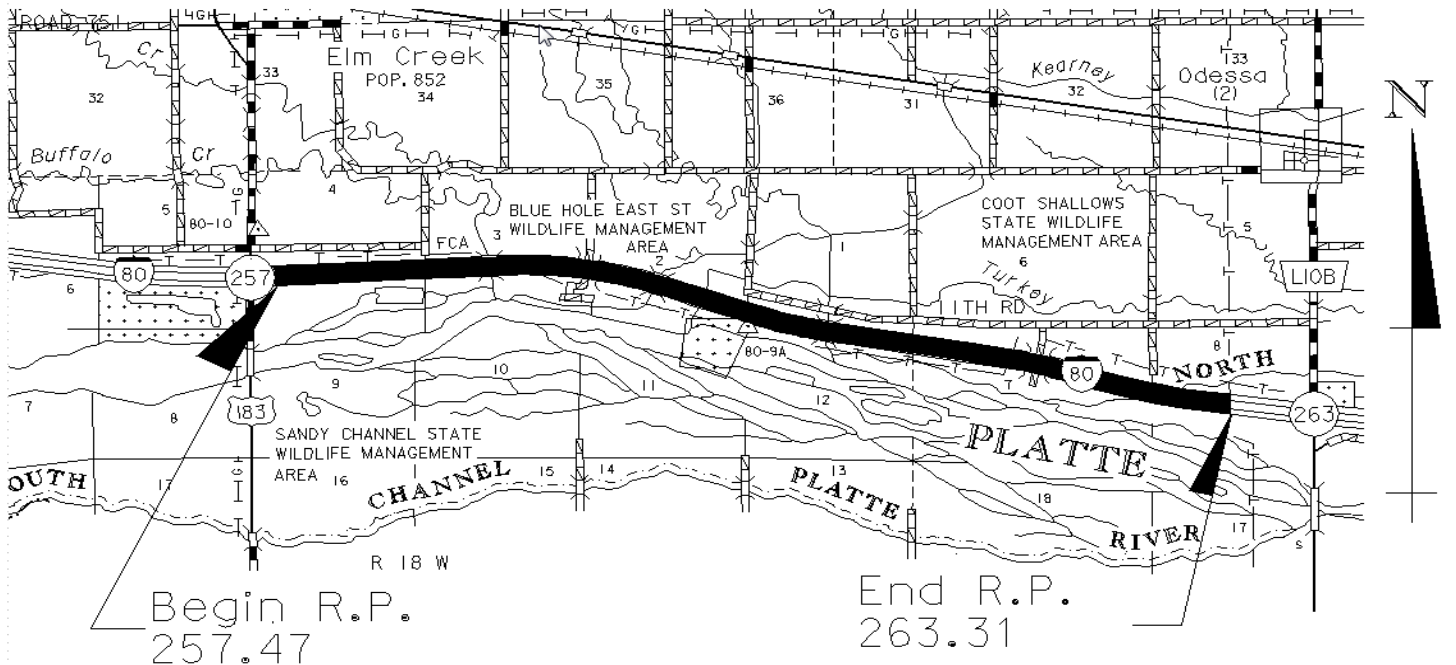 ROAD 751
4GH
G
G
Elm Creek
POP. 852
Cr
33
32
34
35
36
31
32
33
Kearney
Odessa
(2)
N
Buffalo
Cr
4
5
80-10
G
BLUE HOLE EAST ST
WILDLIFE MANAGEMENT
AREA
COOT SHALLOWS
STATE WILDLIFE
MANAGEMENT AREA
FCA
3
2
1
6
5
Turkey
80
257
L10B
6
T
11TH RD
T
T
80-9A
T
8
NORTH
80
T
263
7
8
9
10
11
12
183
SANDY CHANNEL STATE
WILDLIFE MANAGEMENT
AREA
PLATTE
OUTH
17
16
CHANNEL
15
14
PLATTE
13
18
17
RIVER
S
R 18 W
Begin R.P.
257.47
End R.P.
263.31